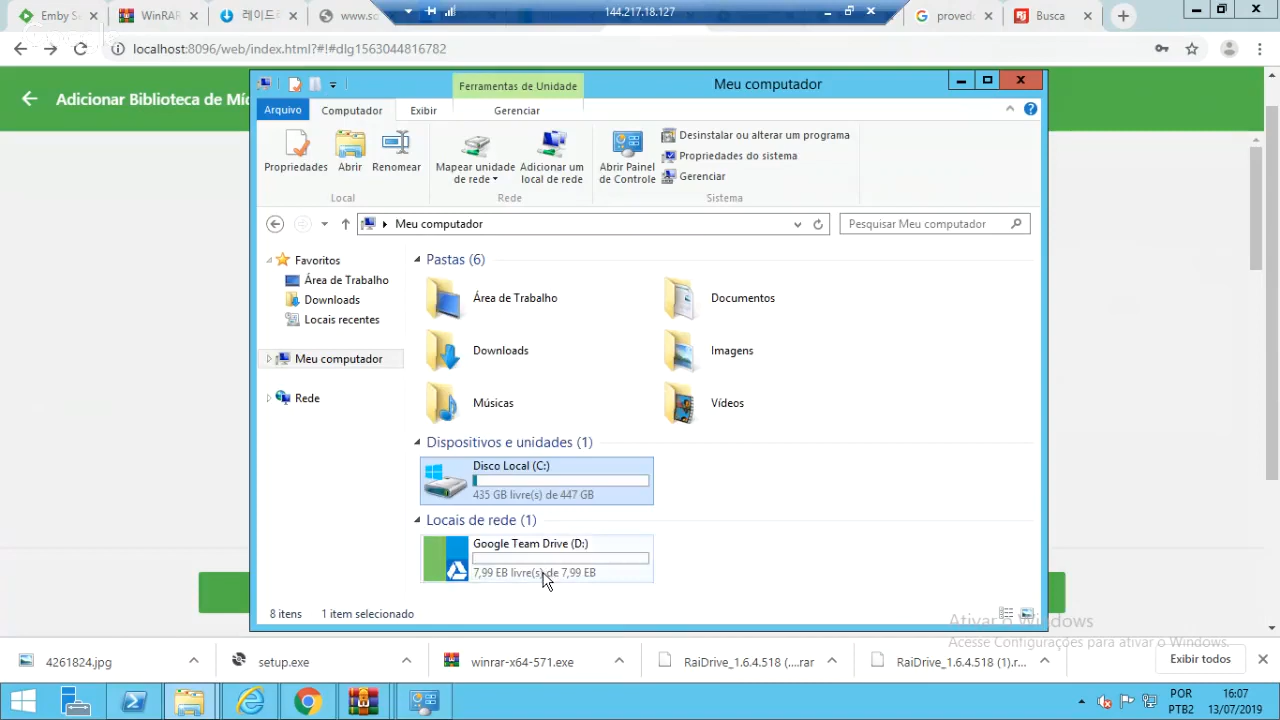 Emby Se
WinRAR
레이드
www.sc
144.217.18.127
proved
Busca
localhost:8096/web/index.html?#!#dlg1563044816782
Adicionar Biblioteca de Míd
Ferramentas de Unidade
Meu computador
Arquivo
Computador
Exibir
Gerenciar
Propriedades
Abrir
Renomear
Mapear unidade de rede
Adicionar um local de rede
Abrir Painel de Controle
Desinstalar ou alterar um programa
Propriedades do sistema
Gerenciar
Local
Rede
Sistema
Meu computador
Pesquisar Meu computador
Favoritos
Área de Trabalho
Downloads
Locais recentes
Meu computador
Rede
Pastas (6)
Área de Trabalho
Documentos
Downloads
Imagens
Músicas
Vídeos
Dispositivos e unidades (1)
Disco Local (C:)
435 GB livre(s) de 447 GB
Locais de rede (1)
Google Team Drive (D:)
7,99 EB livre(s) de 7,99 EB
8 itens
1 item selecionado
Ativar o Windows
Acesse Configurações para ativar o Windows.
4261824.jpg
setup.exe
winrar-x64-571.exe
RaiDrive_1.6.4.518 (....rar
RaiDrive_1.6.4.518 (1).r...
Exibir todos
POR
PTB2
16:07
13/07/2019